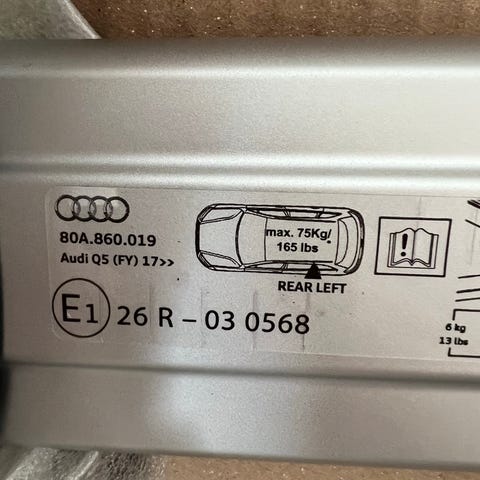 80A.860.019
Audi Q5 (FY) 17>>
max. 75Kg/
165 lbs
REAR LEFT
!
E1 26 R - 03 0568
6 kg
13 lbs